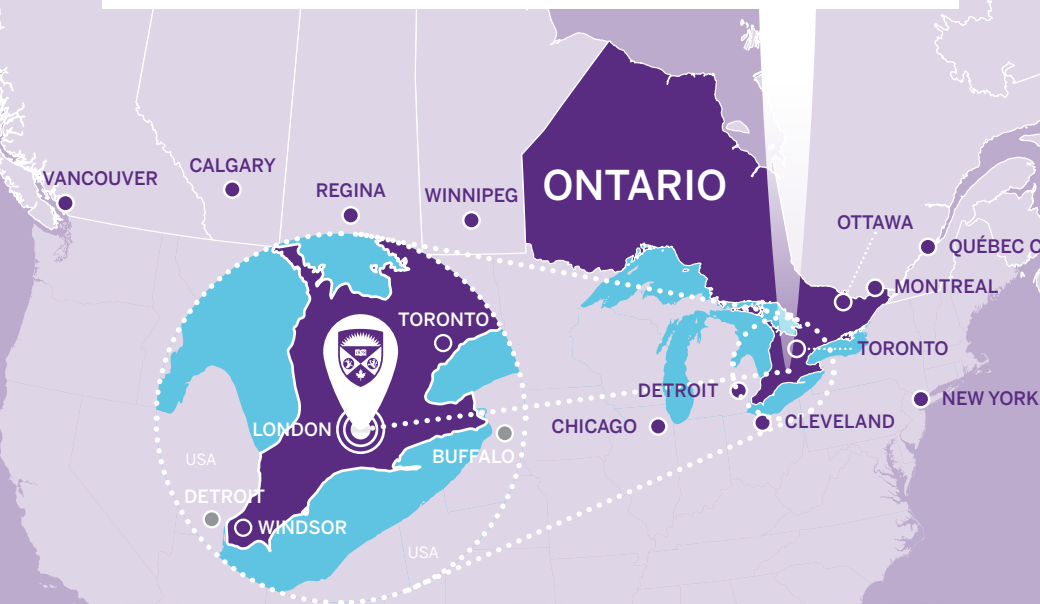 ONTARIO
VANCOUVER
CALGARY
REGINA
WINNIPEG
OTTAWA
QUÉBEC C
MONTREAL
TORONTO
DETROIT
NEW YORK
CHICAGO
CLEVELAND
TORONTO
LONDON
BUFFALO
USA
DETROIT
WINDSOR
USA